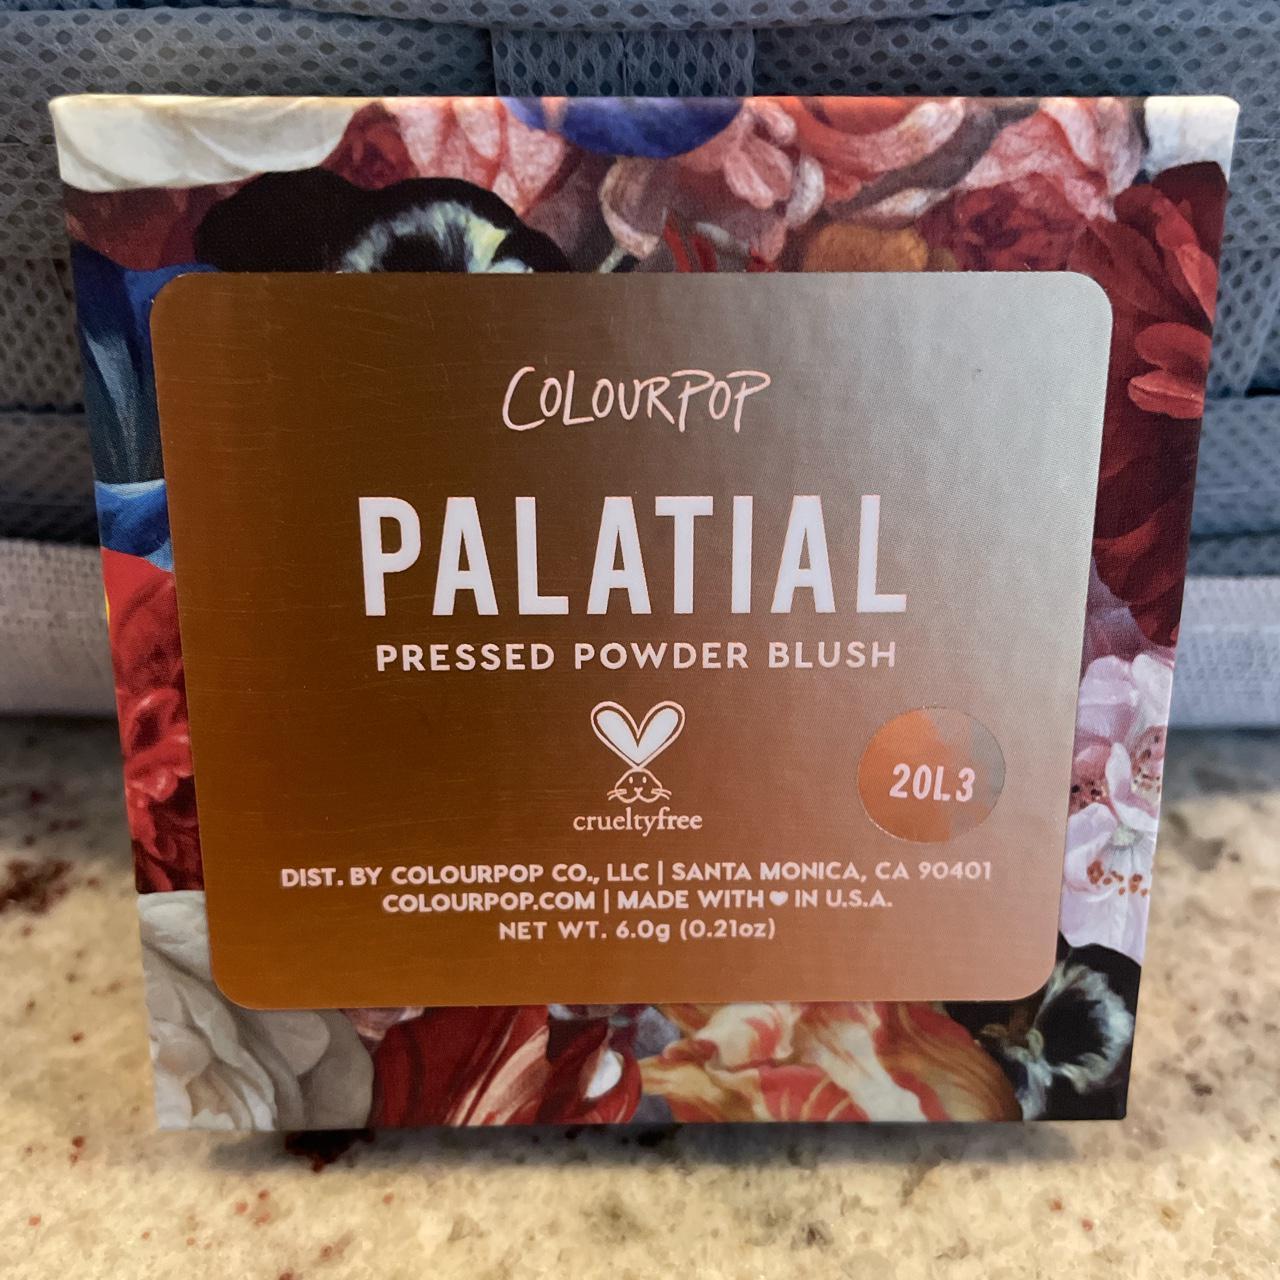 COLOURPOP
PALATIAL
PRESSED POWDER BLUSH
crueltyfree
20L3
DIST. BY COLOURPOP CO., LLC | SANTA MONICA, CA 90401
COLOURPOP.COM | MADE WITH ♥ IN U.S.A.
NET WT. 6.0g (0.21oz)